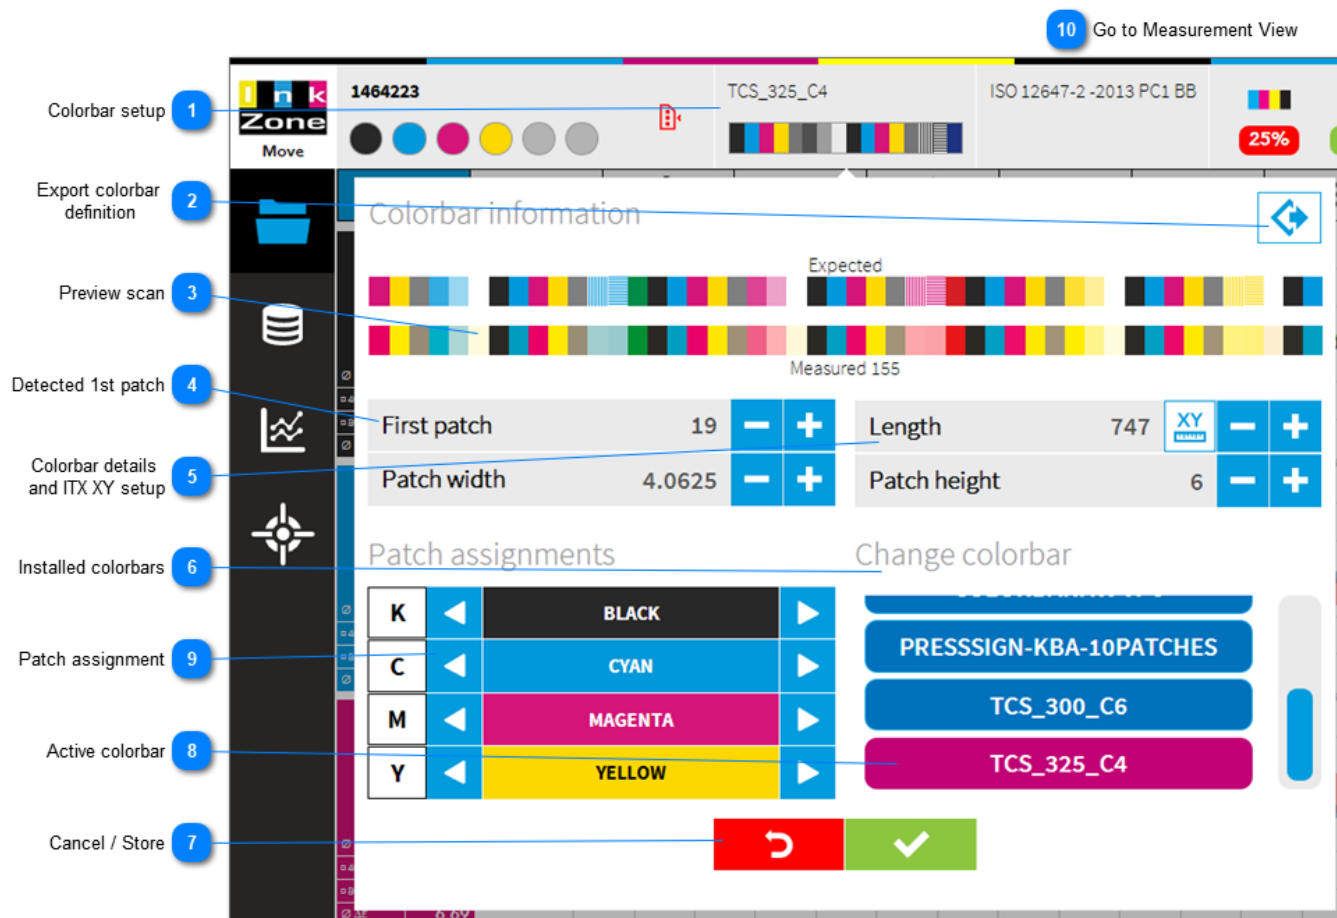 10 Go to Measurement View
Ink
Zone
Move
1464223
TCS_325_C4
ISO 12647-2 -2013 PC1 BB
25%
Colorbar setup 1
Export colorbar
definition 2
Colorbar information
Expected
Preview scan 3
Measured 155
Detected 1st patch 4
First patch 19
Length 747 XY
Colorbar details
and ITX XY setup 5
Patch width 4.0625
Patch height 6
Patch assignments
Change colorbar
Installed colorbars 6
K BLACK
PRESSSIGN-KBA-10PATCHES
Patch assignment 9
C CYAN
TCS_300_C6
M MAGENTA
Active colorbar 8
TCS_325_C4
Y YELLOW
Cancel / Store 7
6.69